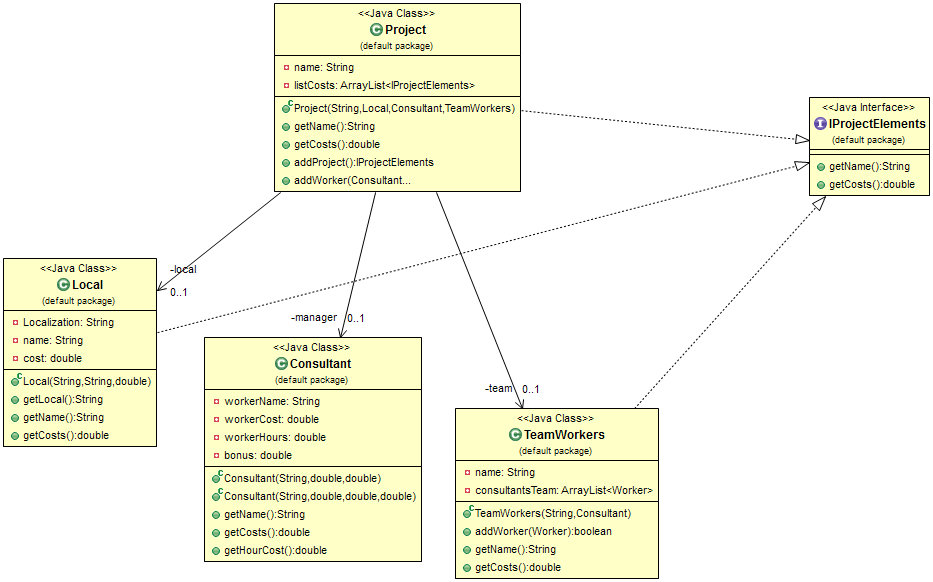 <<Java Class>>
C Project
(default package)
name: String
listCosts: ArrayList<IProjectElements>
Project(String,Local,Consultant,TeamWorkers)
getName():String
getCosts():double
addProject():IProjectElements
addWorker(Consultant...
<<Java Interface>>
I IProjectElements
(default package)
getName():String
getCosts():double
-local
0..1
<<Java Class>>
C Local
(default package)
Localization: String
name: String
cost: double
Local(String,String,double)
getLocal():String
getName():String
getCosts():double
-manager 0..1
<<Java Class>>
C Consultant
(default package)
workerName: String
workerCost: double
workerHours: double
bonus: double
Consultant(String,double,double)
Consultant(String,double,double,double)
getName():String
getCosts():double
getHourCost():double
-team 0..1
<<Java Class>>
C TeamWorkers
(default package)
name: String
consultantsTeam: ArrayList<Worker>
TeamWorkers(String,Consultant)
addWorker(Worker):boolean
getName():String
getCosts():double